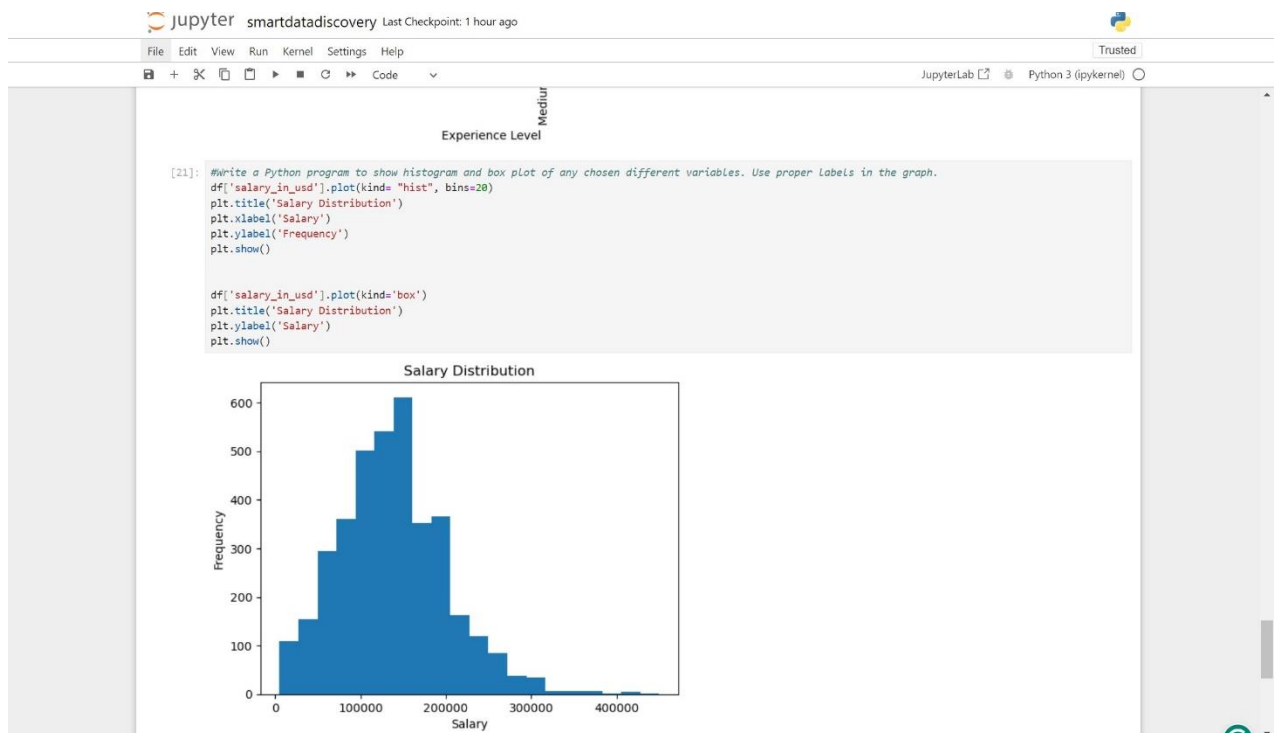 jupyter smartdatadiscovery Last Checkpoint: 1 hour ago
File Edit View Run Kernel Settings Help Trusted
Code JupyterLab Python 3 (ipykernel)
Experience Level
[21]: #Write a Python program to show histogram and box plot of any chosen different variables. Use proper Labels in the graph.
df['salary_in_usd'].plot(kind= "hist", bins=20)
plt.title('Salary Distribution')
plt.xlabel('Salary')
plt.ylabel('Frequency')
plt.show()
df['salary_in_usd'].plot(kind='box')
plt.title('Salary Distribution')
plt.ylabel('Salary')
plt.show()
Salary Distribution
600
500
400
300
200
100
0
Frequency
0 100000 200000 300000 400000
Salary